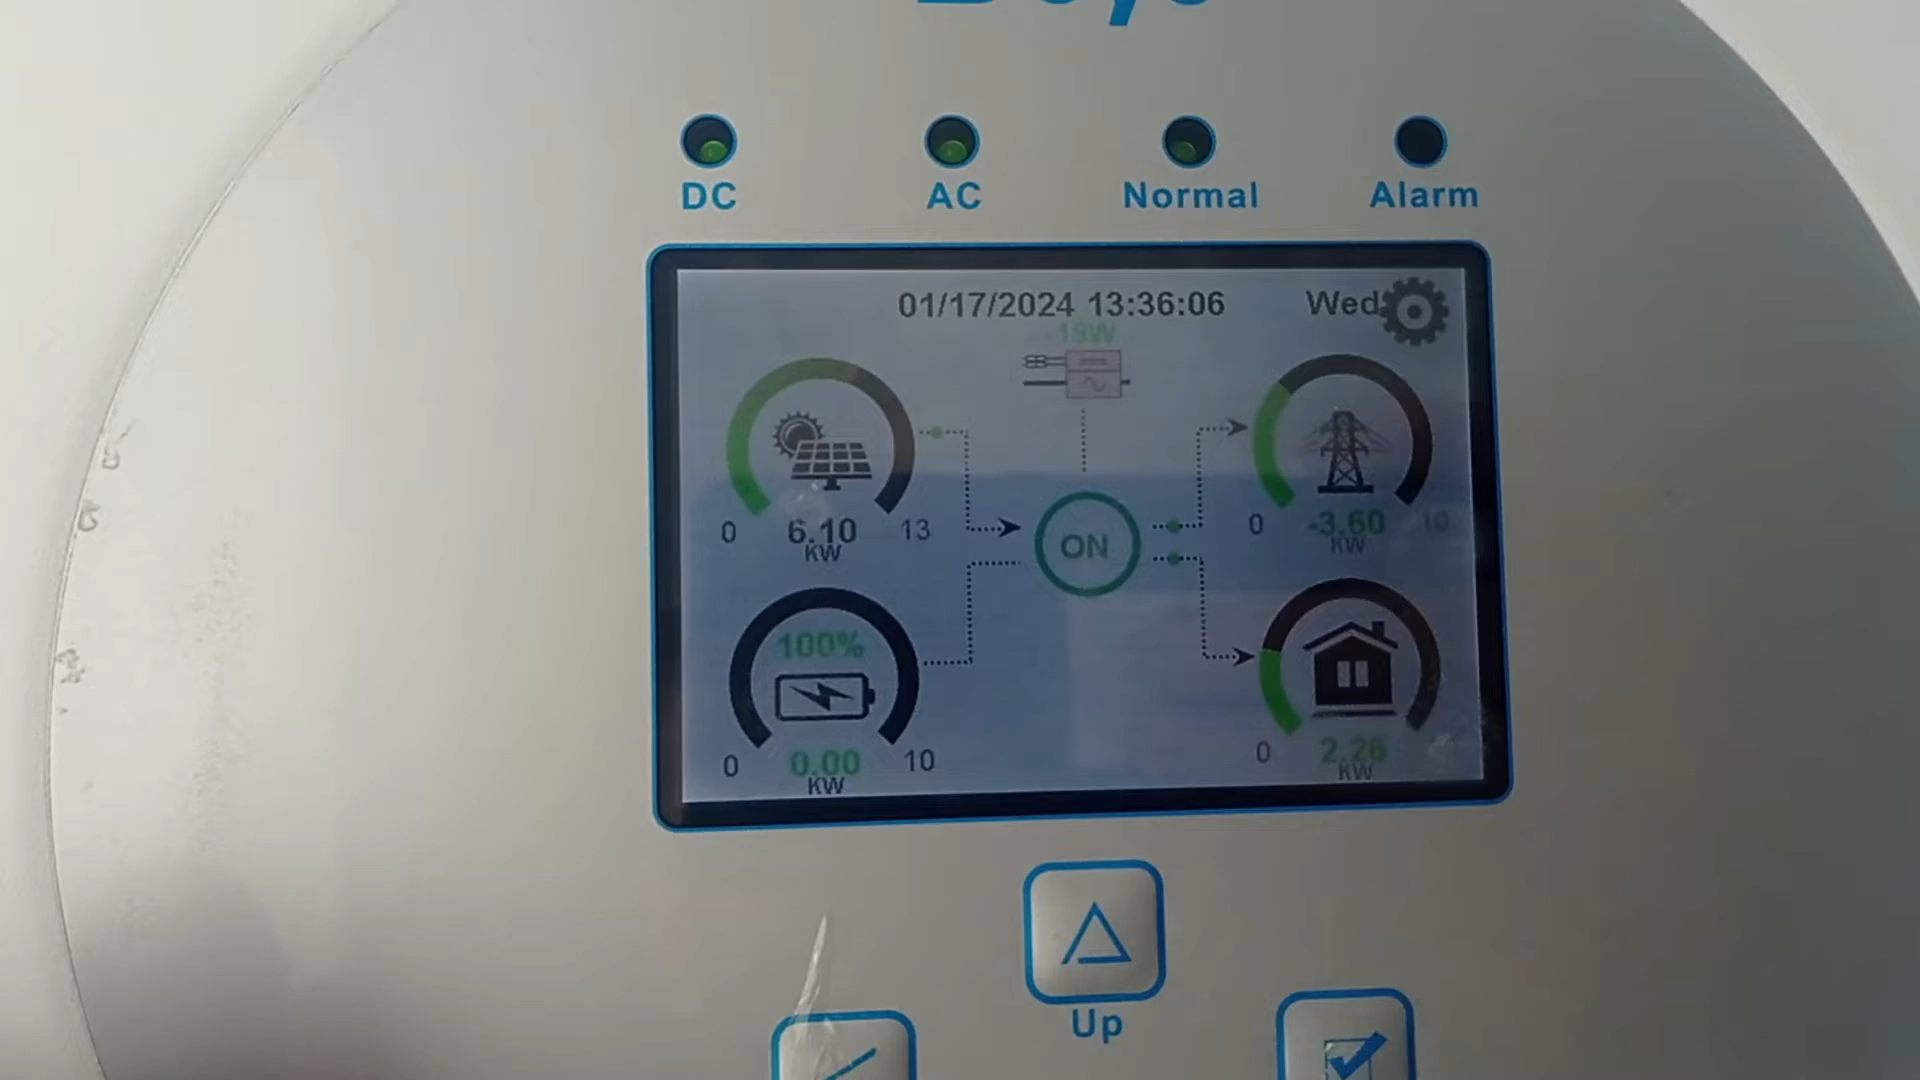 DC AC Normal Alarm
01/17/2024 13:36:06 Wed
-19W
0 6.10 13
KW
0 -3.60 10
KW
ON
100%
0 0.00 10
KW
0 2.26
KW
Up